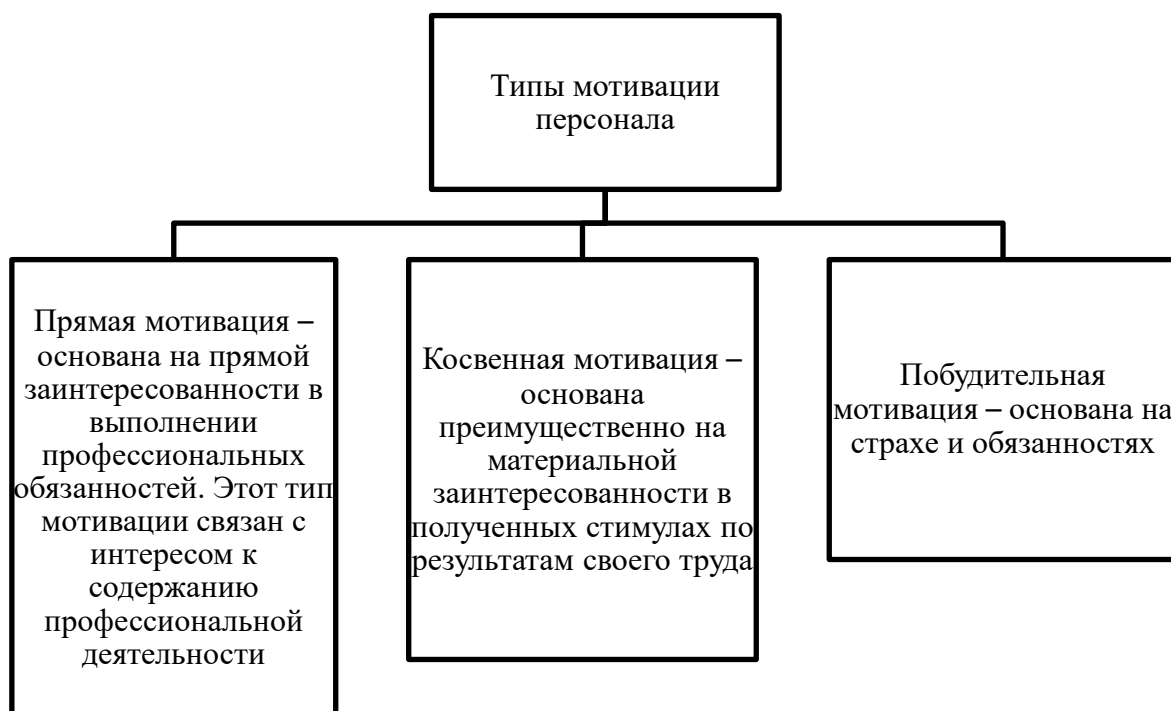 Типы мотивации
персонала
Прямая мотивация –
основана на прямой
заинтересованности в
выполнении
профессиональных
обязанностей. Этот тип
мотивации связан с
интересом к
содержанию
профессиональной
деятельности
Косвенная мотивация –
основана
преимущественно на
материальной
заинтересованности в
полученных стимулах по
результатам своего труда
Побудительная
мотивация – основана на
страхе и обязанностях